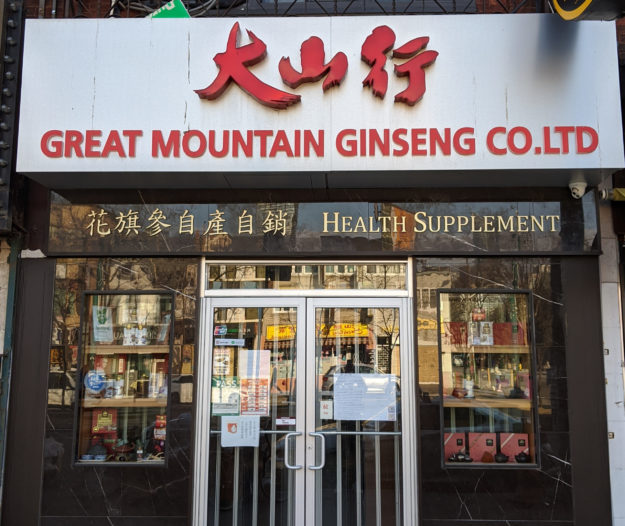 大山行
GREAT MOUNTAIN GINSENG CO.LTD
花旗參自產自銷 HEALTH SUPPLEMENT